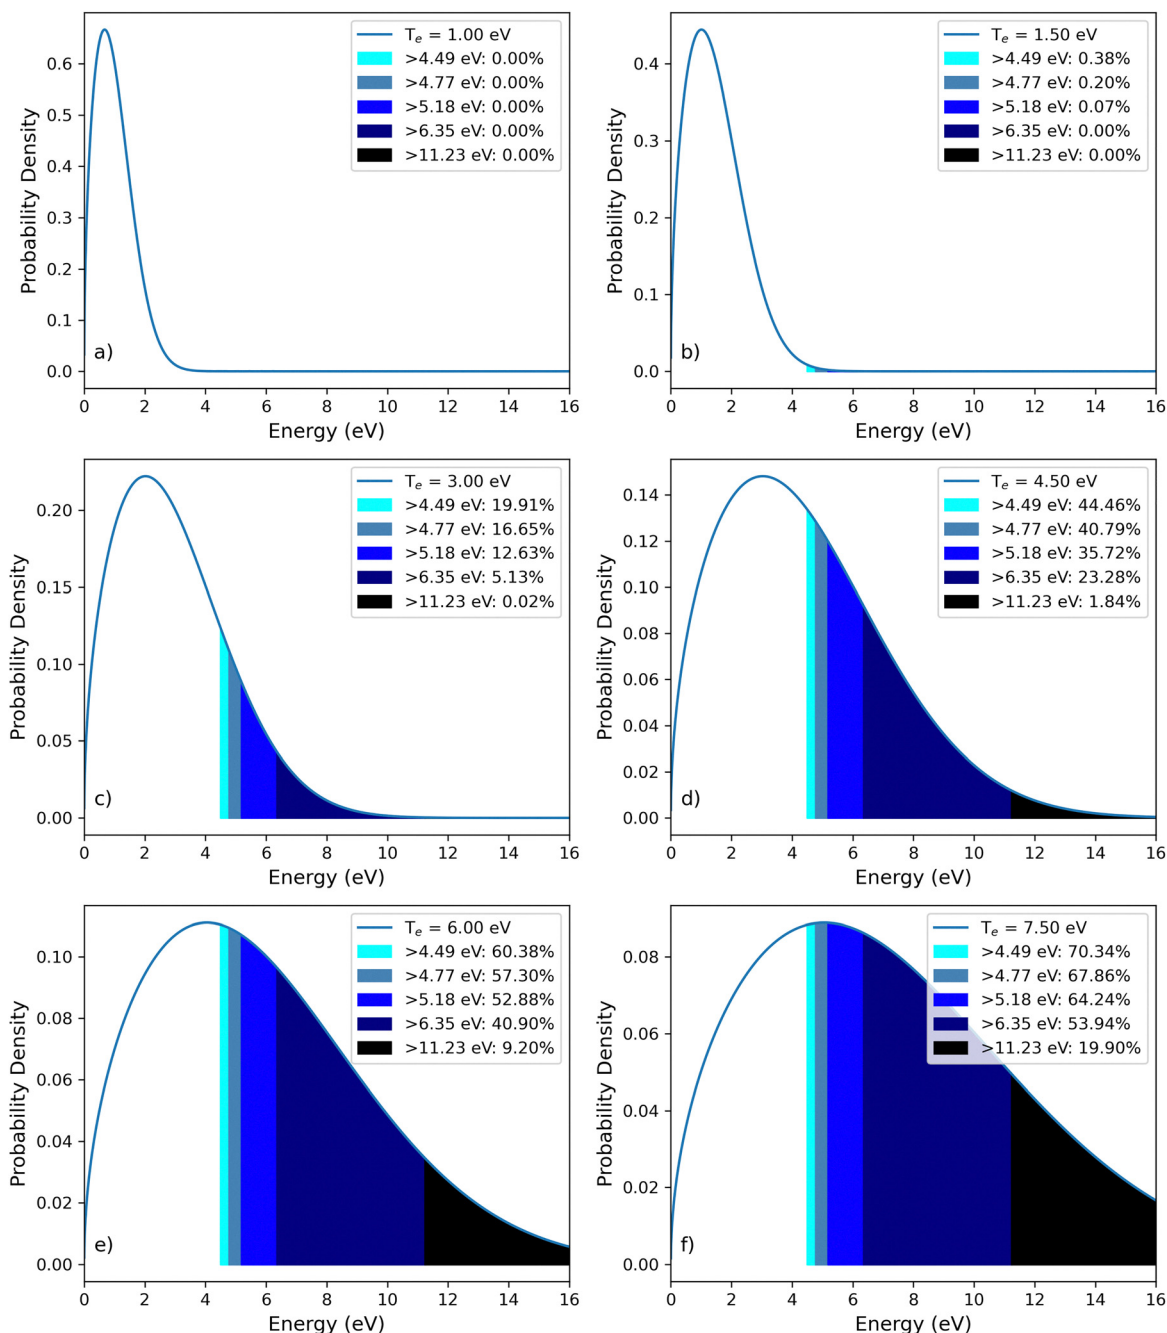 T_e = 1.00 eV
>4.49 eV: 0.00%
>4.77 eV: 0.00%
>5.18 eV: 0.00%
>6.35 eV: 0.00%
>11.23 eV: 0.00%
0.6
0.5
0.4
0.3
0.2
0.1
0.0
Probability Density
a)
0 2 4 6 8 10 12 14 16
Energy (eV)
T_e = 1.50 eV
>4.49 eV: 0.38%
>4.77 eV: 0.20%
>5.18 eV: 0.07%
>6.35 eV: 0.00%
>11.23 eV: 0.00%
0.4
0.3
0.2
0.1
0.0
Probability Density
b)
0 2 4 6 8 10 12 14 16
Energy (eV)
T_e = 3.00 eV
>4.49 eV: 19.91%
>4.77 eV: 16.65%
>5.18 eV: 12.63%
>6.35 eV: 5.13%
>11.23 eV: 0.02%
0.20
0.15
0.10
0.05
0.00
Probability Density
c)
0 2 4 6 8 10 12 14 16
Energy (eV)
T_e = 4.50 eV
>4.49 eV: 44.46%
>4.77 eV: 40.79%
>5.18 eV: 35.72%
>6.35 eV: 23.28%
>11.23 eV: 1.84%
0.14
0.12
0.10
0.08
0.06
0.04
0.02
0.00
Probability Density
d)
0 2 4 6 8 10 12 14 16
Energy (eV)
T_e = 6.00 eV
>4.49 eV: 60.38%
>4.77 eV: 57.30%
>5.18 eV: 52.88%
>6.35 eV: 40.90%
>11.23 eV: 9.20%
0.10
0.08
0.06
0.04
0.02
0.00
Probability Density
e)
0 2 4 6 8 10 12 14 16
Energy (eV)
T_e = 7.50 eV
>4.49 eV: 70.34%
>4.77 eV: 67.86%
>5.18 eV: 64.24%
>6.35 eV: 53.94%
>11.23 eV: 19.90%
0.08
0.06
0.04
0.02
0.00
Probability Density
f)
0 2 4 6 8 10 12 14 16
Energy (eV)